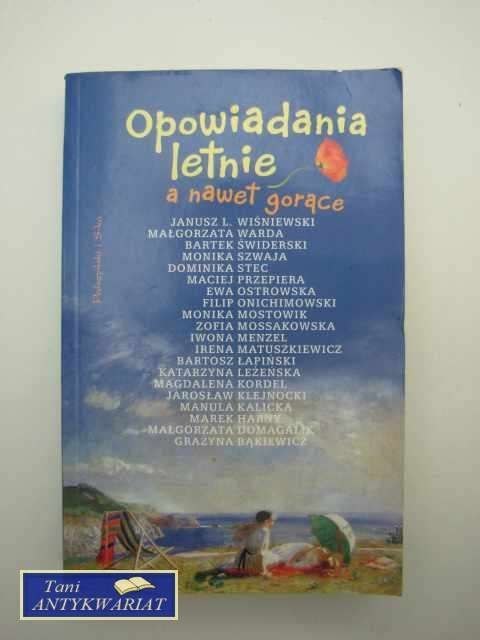 Opowiadania
letnie
a nawet gorące
JANUSZ L. WIŚNIEWSKI
MAŁGORZATA WARDA
BARTEK ŚWIDERSKI
MONIKA SZWAJA
DOMINIKA STEC
MACIEJ PRZEPIERA
EWA OSTROWSKA
FILIP ONICHIMOWSKI
MONIKA MOSTOWIK
ZOFIA MOSSAKOWSKA
IWONA MENZEL
IRENA MATUSZKIEWICZ
BARTOSZ ŁAPIŃSKI
KATARZYNA LEŻEŃSKA
MAGDALENA KORDEL
JAROSŁAW KLEJNOCKI
MANULA KALICKA
MAREK HARNY
MAŁGORZATA DOMAGALIK
GRAŻYNA BĄKIEWICZ
Prószyński i S-ka
Tani
ANTYKWARIAT